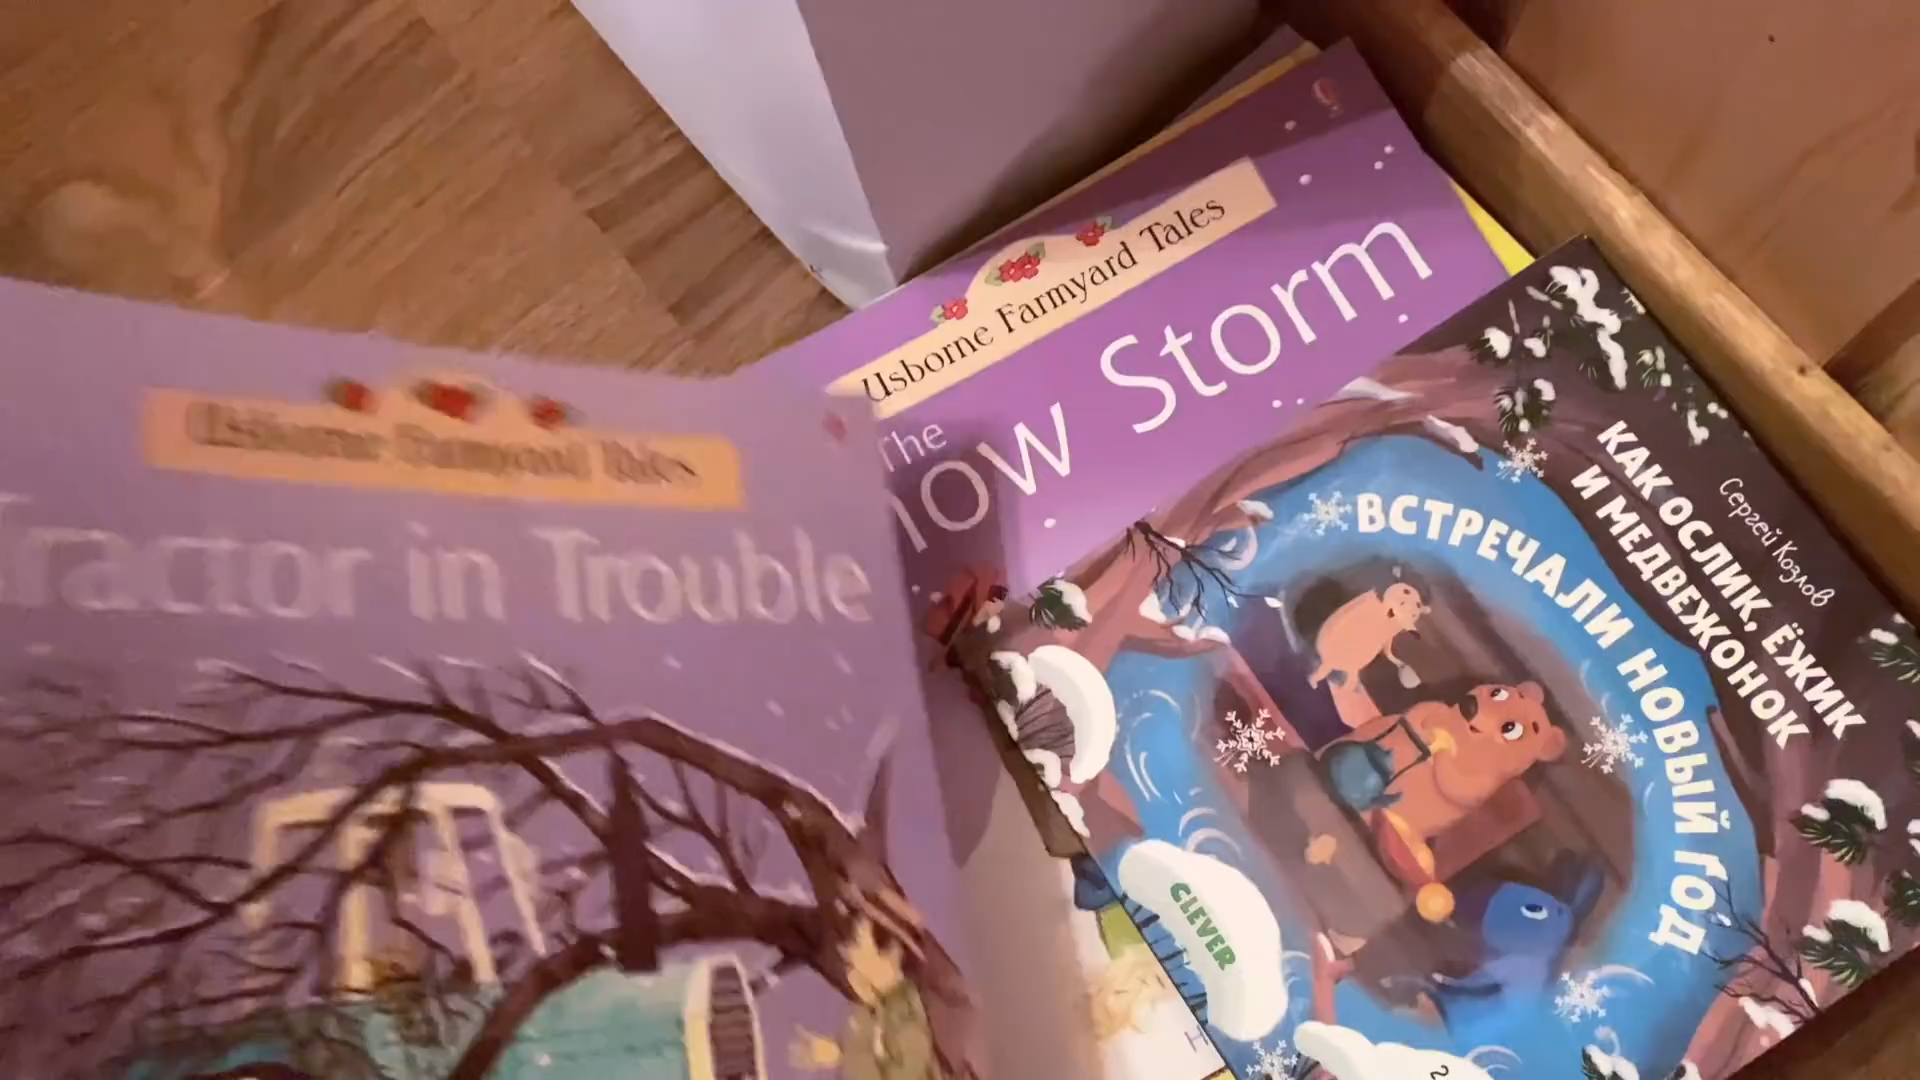 Usborne Farmyard Tales
Tractor in Trouble
Usborne Farmyard Tales
The
now Storm
Сергей Козлов
КАК ОСЛИК, ЁЖИК
И МЕДВЕЖОНОК
ВСТРЕЧАЛИ НОВЫЙ ГОД
CLEVER